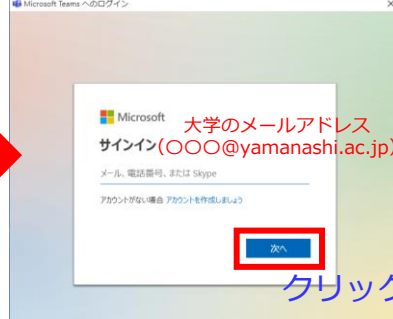 Microsoft Teams へのログイン
Microsoft
大学のメールアドレス
サインイン(〇〇〇@yamanashi.ac.jp)
メール、電話番号、または Skype
アカウントがない場合 アカウントを作成しましょう
次へ
クリック